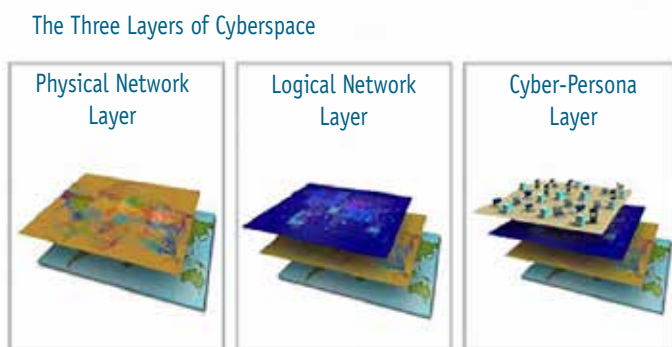 The Three Layers of Cyberspace
Physical Network
Layer
Logical Network
Layer
Cyber-Persona
Layer